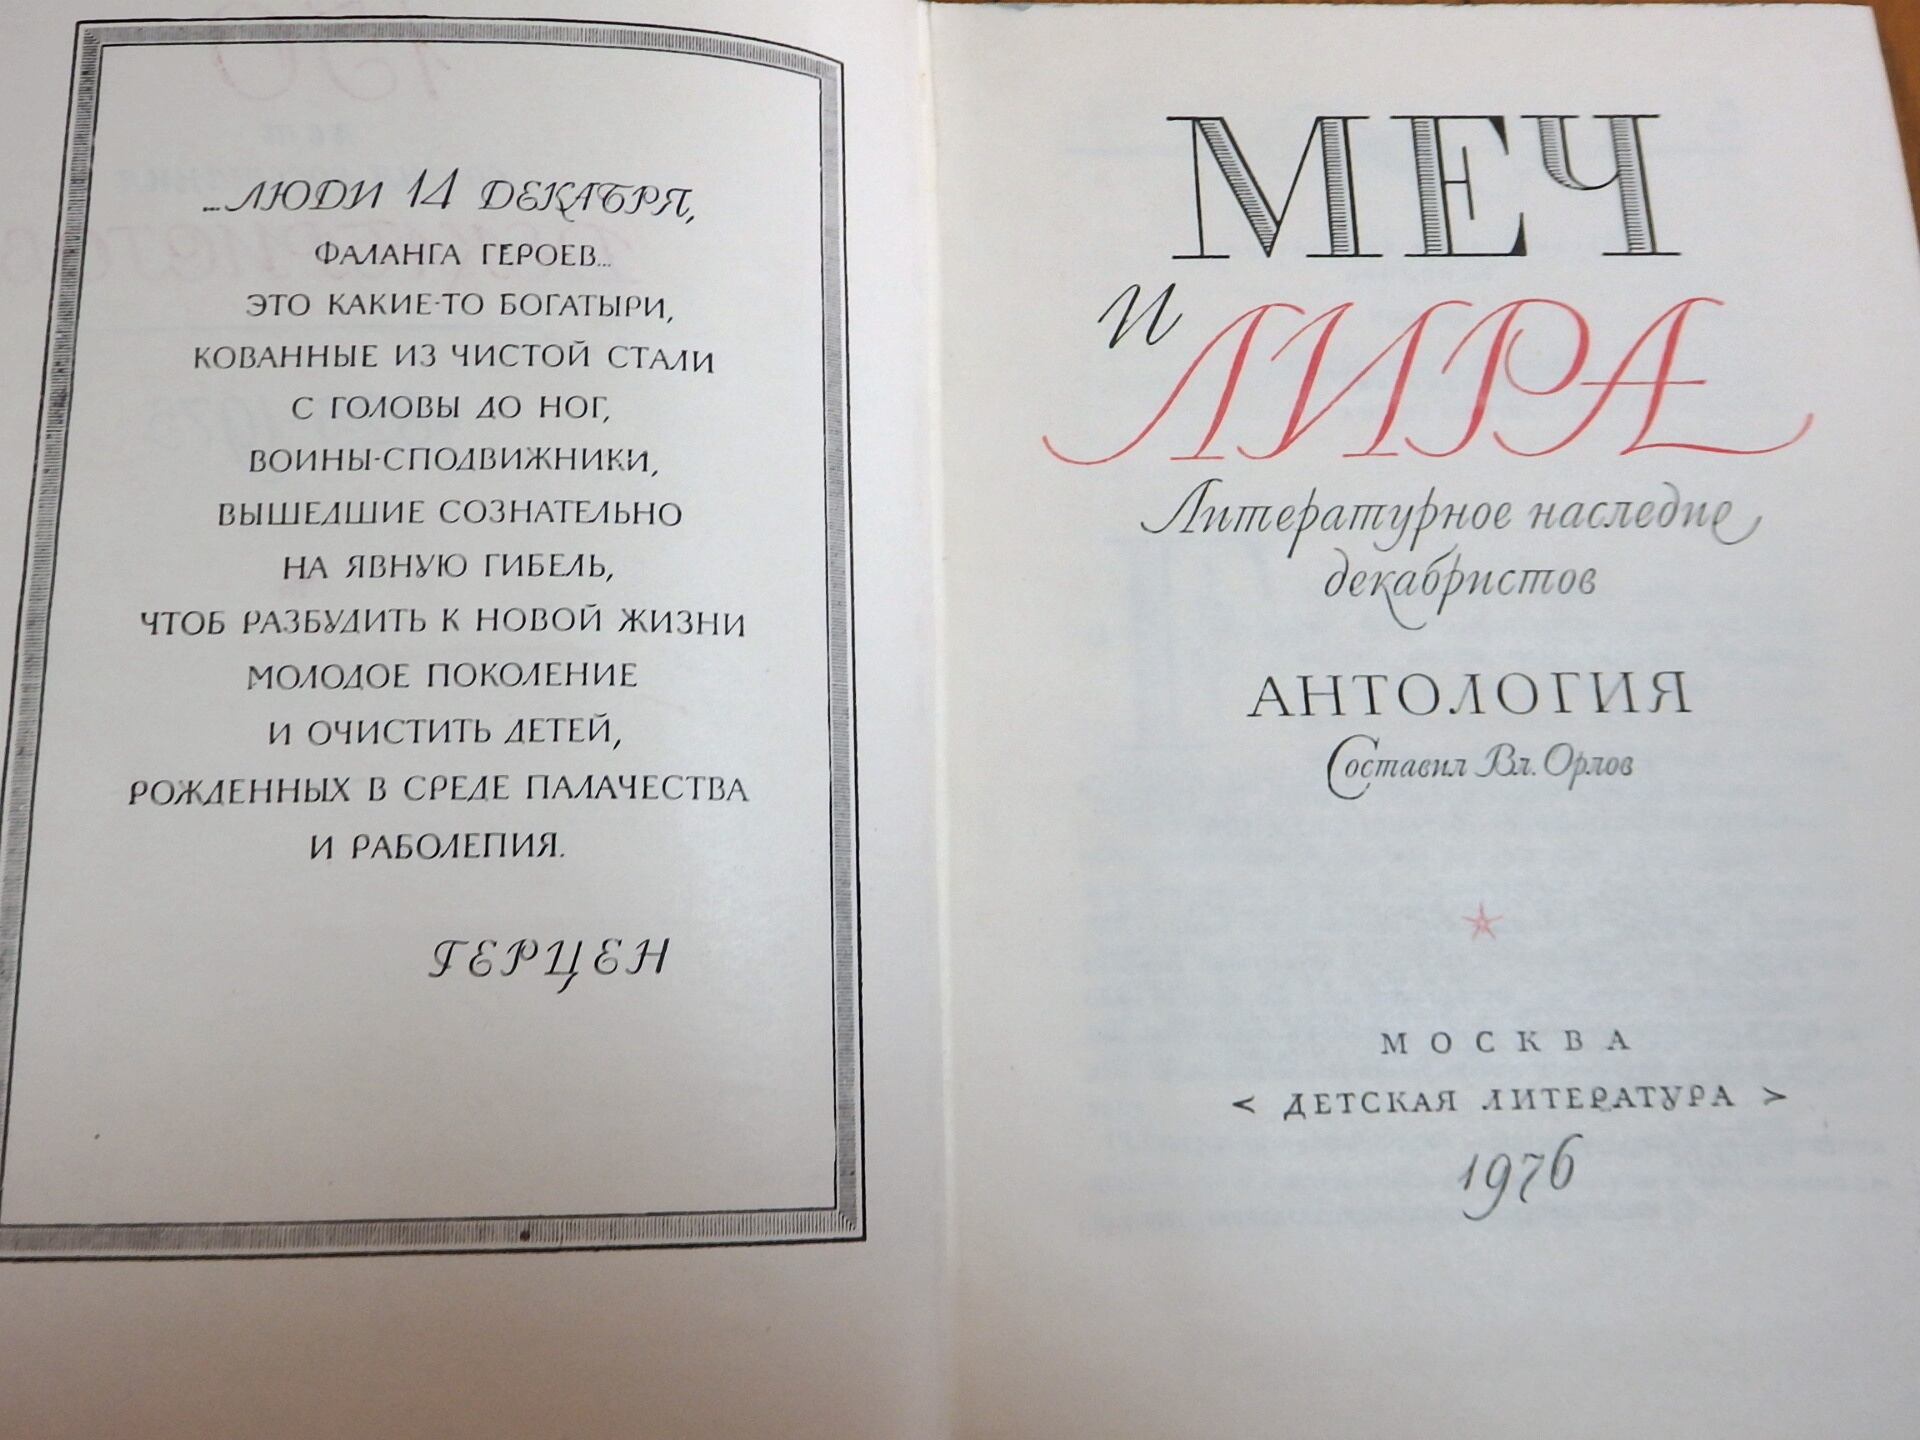 ...ЛЮДИ 14 ДЕКАБРЯ,
ФАЛАНГА ГЕРОЕВ...
ЭТО КАКИЕ-ТО БОГАТЫРИ,
КОВАННЫЕ ИЗ ЧИСТОЙ СТАЛИ
С ГОЛОВЫ ДО НОГ,
ВОИНЫ-СПОДВИЖНИКИ,
ВЫШЕДШИЕ СОЗНАТЕЛЬНО
НА ЯВНУЮ ГИБЕЛЬ,
ЧТОБ РАЗБУДИТЬ К НОВОЙ ЖИЗНИ
МОЛОДОЕ ПОКОЛЕНИЕ
И ОЧИСТИТЬ ДЕТЕЙ,
РОЖДЕННЫХ В СРЕДЕ ПАЛАЧЕСТВА
И РАБОЛЕПИЯ.
ГЕРЦЕН
МЕЧ
и ЛИРА
Литературное наследие
декабристов
АНТОЛОГИЯ
Составил Вл. Орлов
МОСКВА
< ДЕТСКАЯ ЛИТЕРАТУРА >
1976